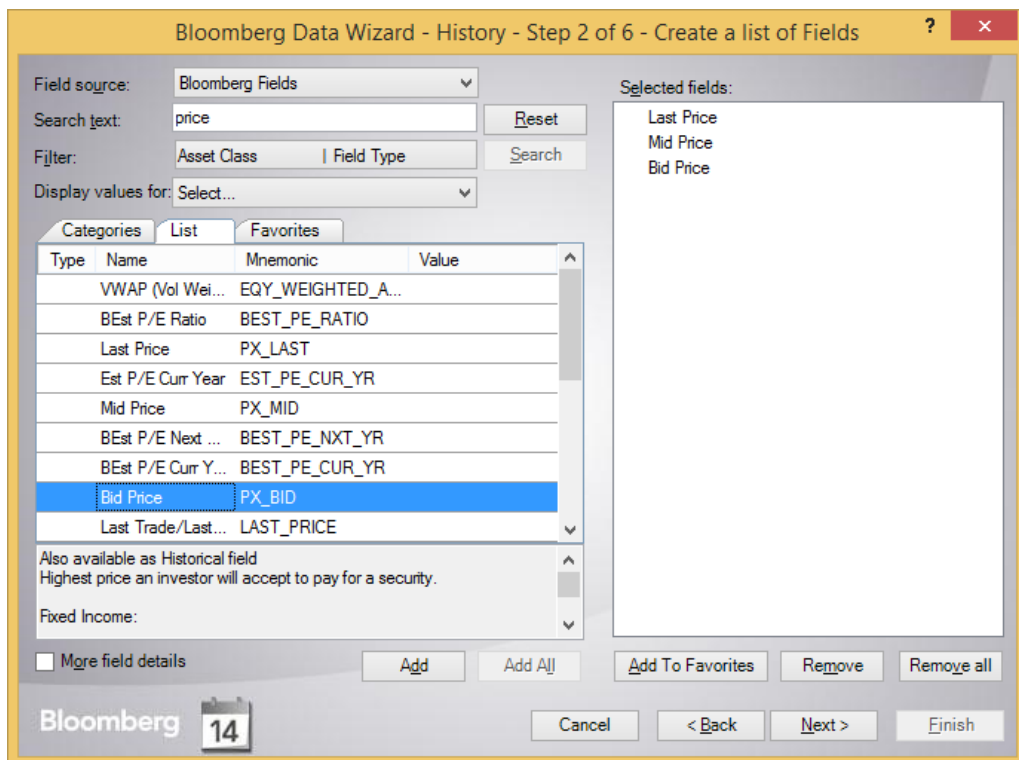 Bloomberg Data Wizard - History - Step 2 of 6 - Create a list of Fields ? ×
Field source: Bloomberg Fields
Search text: price Reset
Filter: Asset Class | Field Type Search
Display values for: Select...
Categories List Favorites
Type Name Mnemonic Value
VWAP (Vol Wei... EQY_WEIGHTED_A...
BEst P/E Ratio BEST_PE_RATIO
Last Price PX_LAST
Est P/E Curr Year EST_PE_CUR_YR
Mid Price PX_MID
BEst P/E Next ... BEST_PE_NXT_YR
BEst P/E Curr Y... BEST_PE_CUR_YR
Bid Price PX_BID
Last Trade/Last... LAST_PRICE
Also available as Historical field
Highest price an investor will accept to pay for a security.
Fixed Income:
More field details Add Add All
Selected fields:
Last Price
Mid Price
Bid Price
Add To Favorites Remove Remove all
Bloomberg 14
Cancel < Back Next > Finish